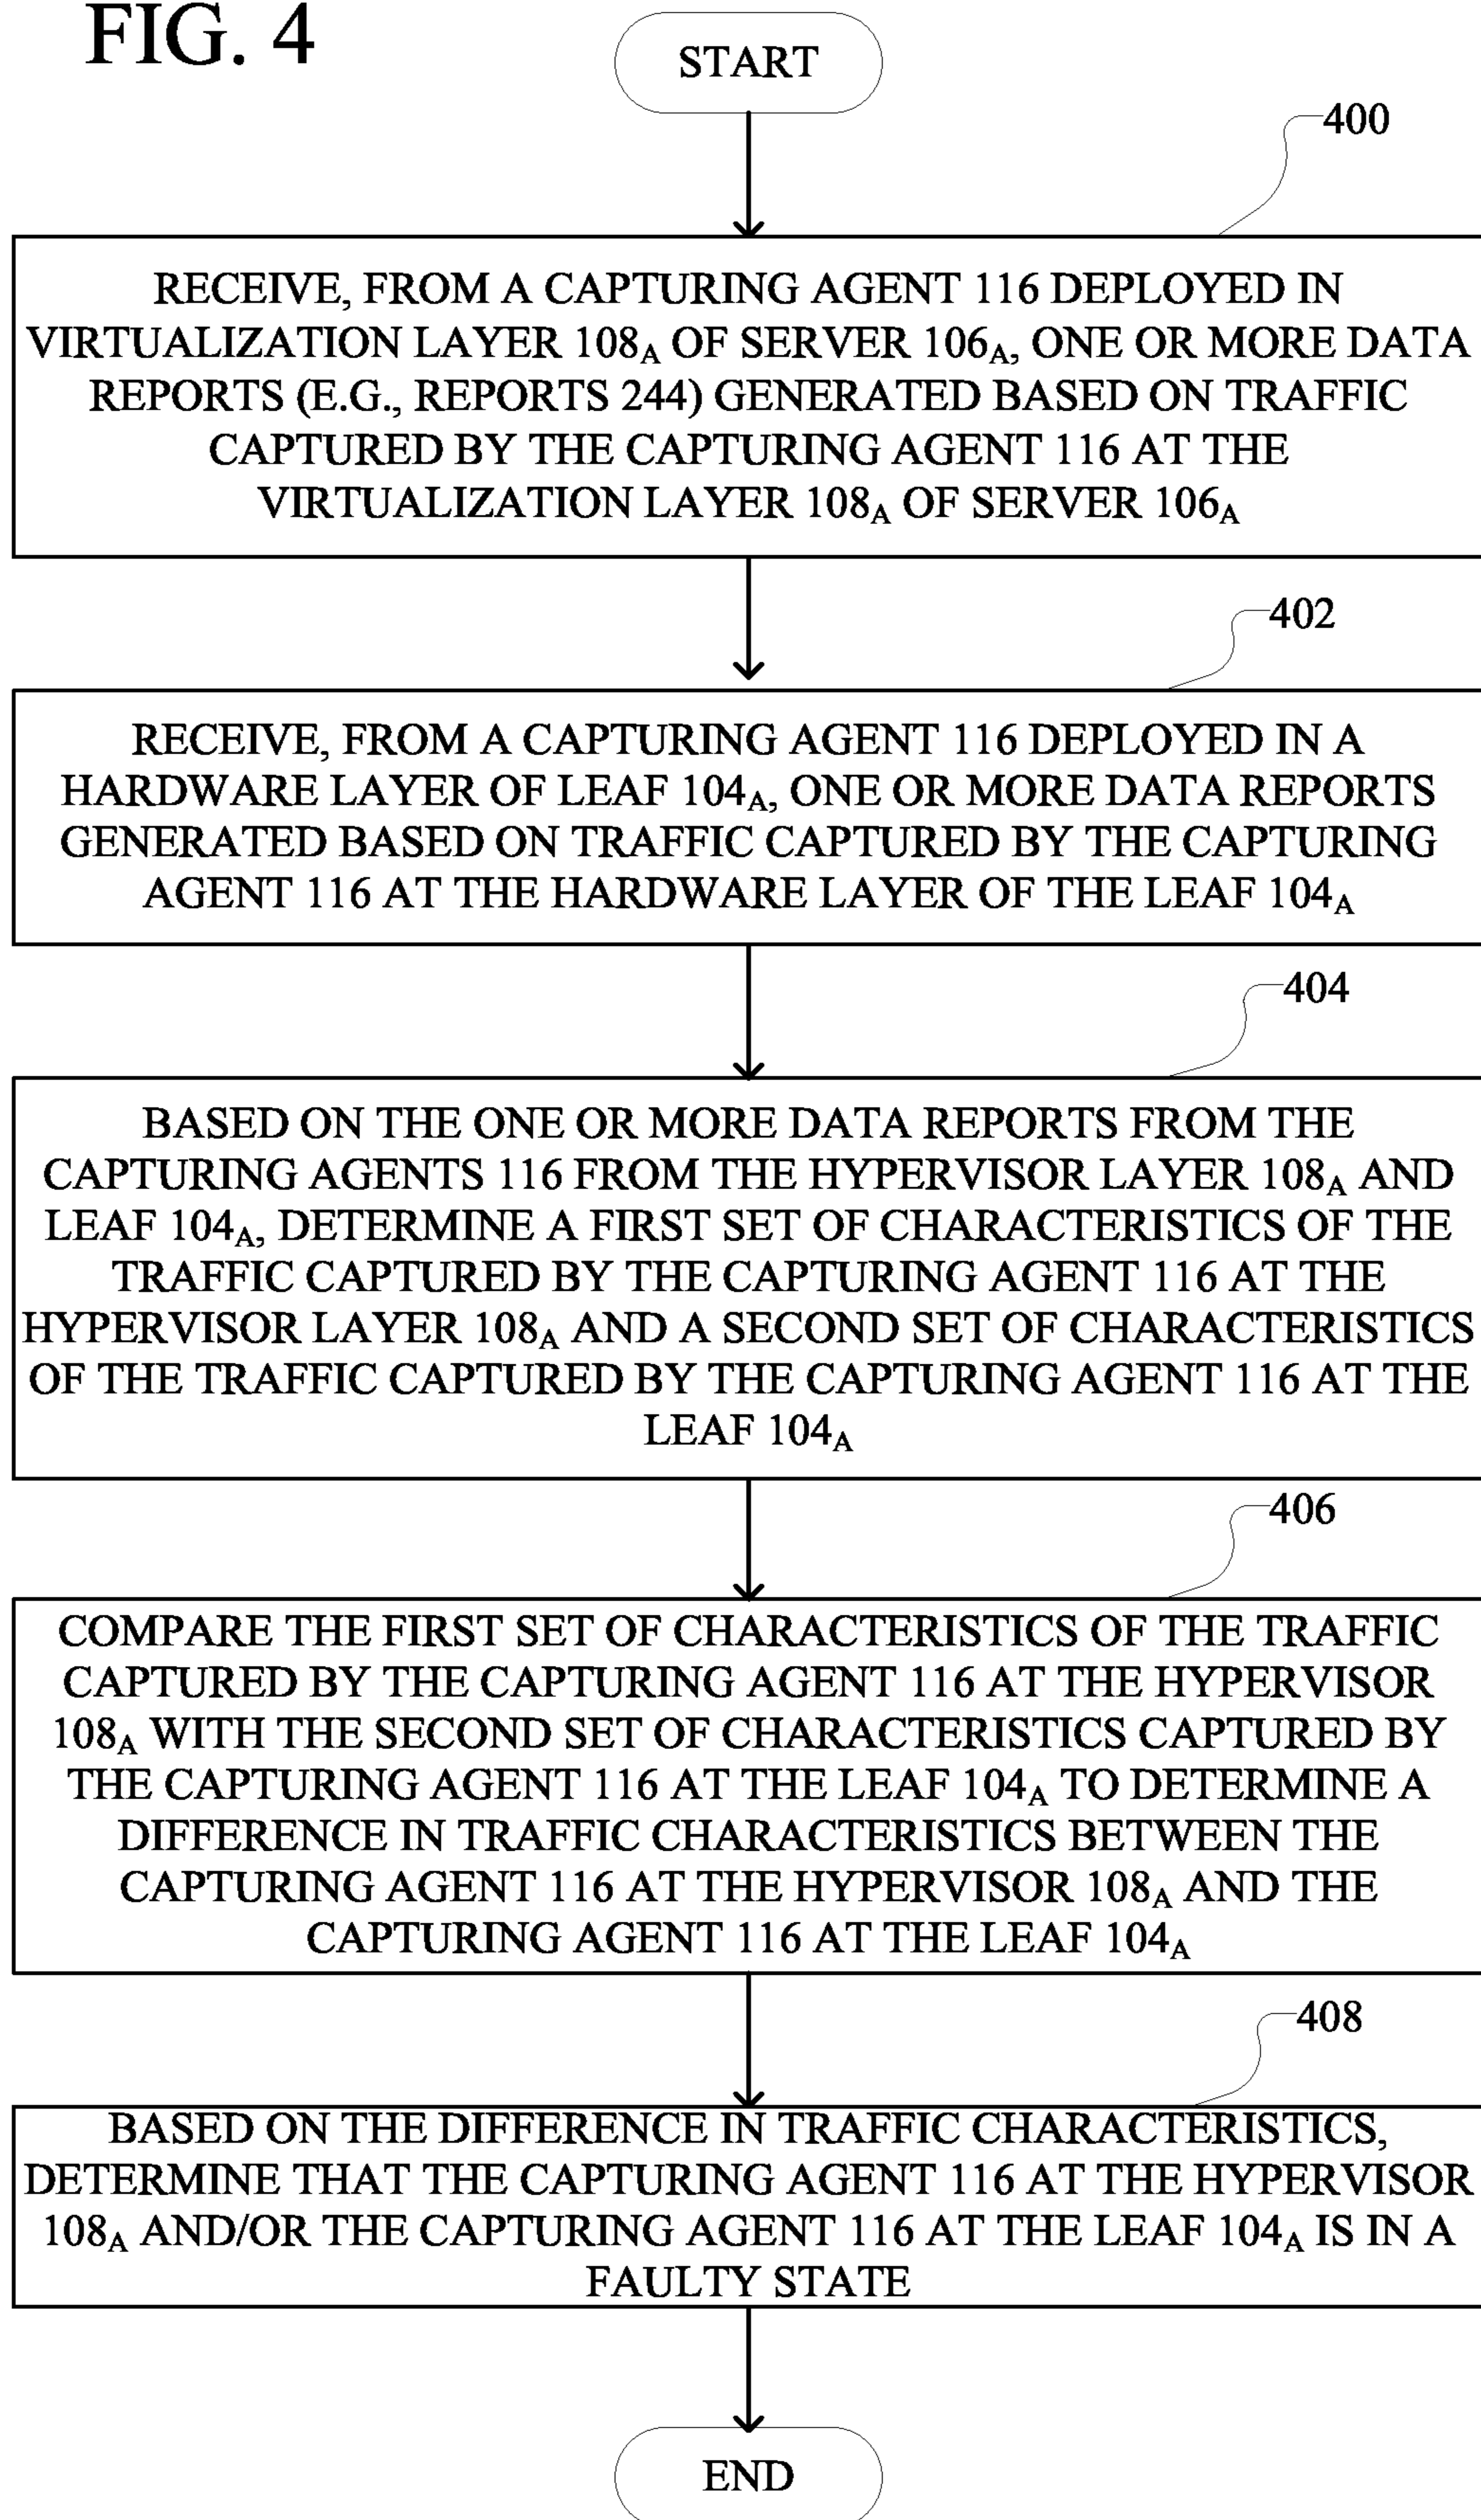 FIG. 4
START
400
RECEIVE, FROM A CAPTURING AGENT 116 DEPLOYED IN
VIRTUALIZATION LAYER 108A OF SERVER 106A, ONE OR MORE DATA
REPORTS (E.G., REPORTS 244) GENERATED BASED ON TRAFFIC
CAPTURED BY THE CAPTURING AGENT 116 AT THE
VIRTUALIZATION LAYER 108A OF SERVER 106A
402
RECEIVE, FROM A CAPTURING AGENT 116 DEPLOYED IN A
HARDWARE LAYER OF LEAF 104A, ONE OR MORE DATA REPORTS
GENERATED BASED ON TRAFFIC CAPTURED BY THE CAPTURING
AGENT 116 AT THE HARDWARE LAYER OF THE LEAF 104A
404
BASED ON THE ONE OR MORE DATA REPORTS FROM THE
CAPTURING AGENTS 116 FROM THE HYPERVISOR LAYER 108A AND
LEAF 104A, DETERMINE A FIRST SET OF CHARACTERISTICS OF THE
TRAFFIC CAPTURED BY THE CAPTURING AGENT 116 AT THE
HYPERVISOR LAYER 108A AND A SECOND SET OF CHARACTERISTICS
OF THE TRAFFIC CAPTURED BY THE CAPTURING AGENT 116 AT THE
LEAF 104A
406
COMPARE THE FIRST SET OF CHARACTERISTICS OF THE TRAFFIC
CAPTURED BY THE CAPTURING AGENT 116 AT THE HYPERVISOR
108A WITH THE SECOND SET OF CHARACTERISTICS CAPTURED BY
THE CAPTURING AGENT 116 AT THE LEAF 104A TO DETERMINE A
DIFFERENCE IN TRAFFIC CHARACTERISTICS BETWEEN THE
CAPTURING AGENT 116 AT THE HYPERVISOR 108A AND THE
CAPTURING AGENT 116 AT THE LEAF 104A
408
BASED ON THE DIFFERENCE IN TRAFFIC CHARACTERISTICS,
DETERMINE THAT THE CAPTURING AGENT 116 AT THE HYPERVISOR
108A AND/OR THE CAPTURING AGENT 116 AT THE LEAF 104A IS IN A
FAULTY STATE
END